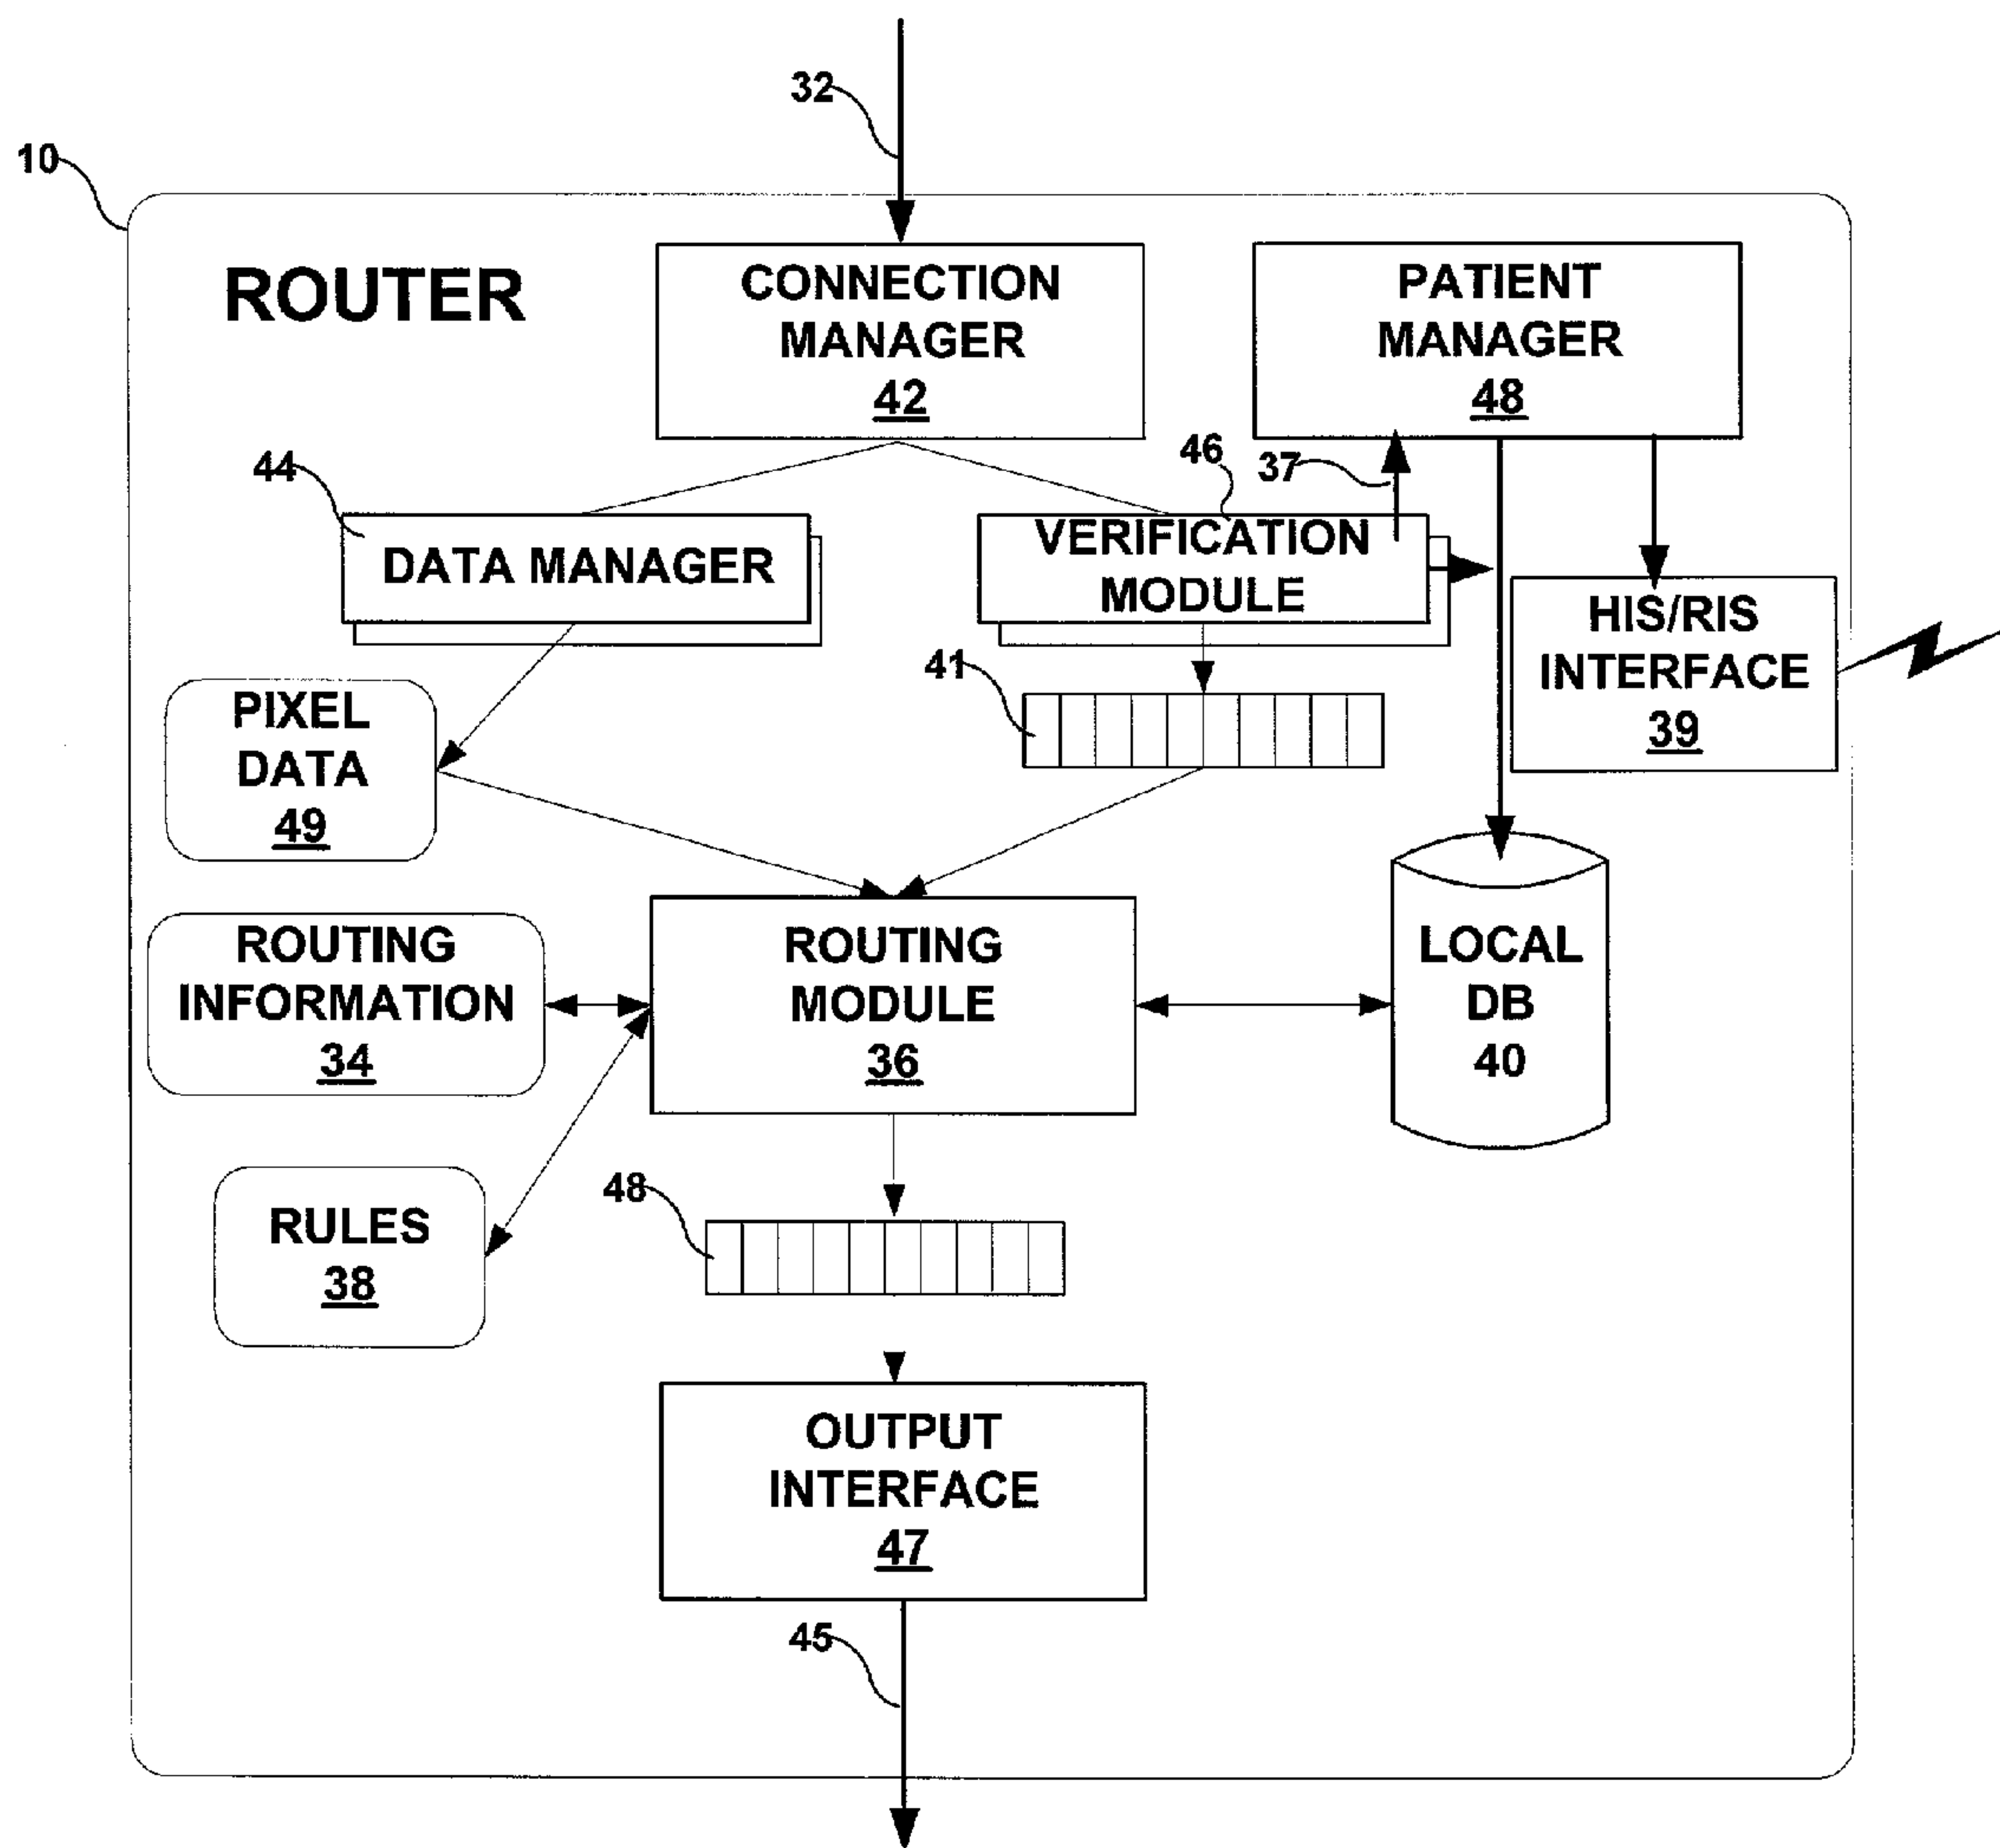 32
10
ROUTER
CONNECTION
MANAGER
42
PATIENT
MANAGER
48
44
46
37
DATA MANAGER
VERIFICATION
MODULE
HIS/RIS
INTERFACE
39
41
PIXEL
DATA
49
ROUTING
INFORMATION
34
ROUTING
MODULE
36
LOCAL
DB
40
RULES
38
48
OUTPUT
INTERFACE
47
45